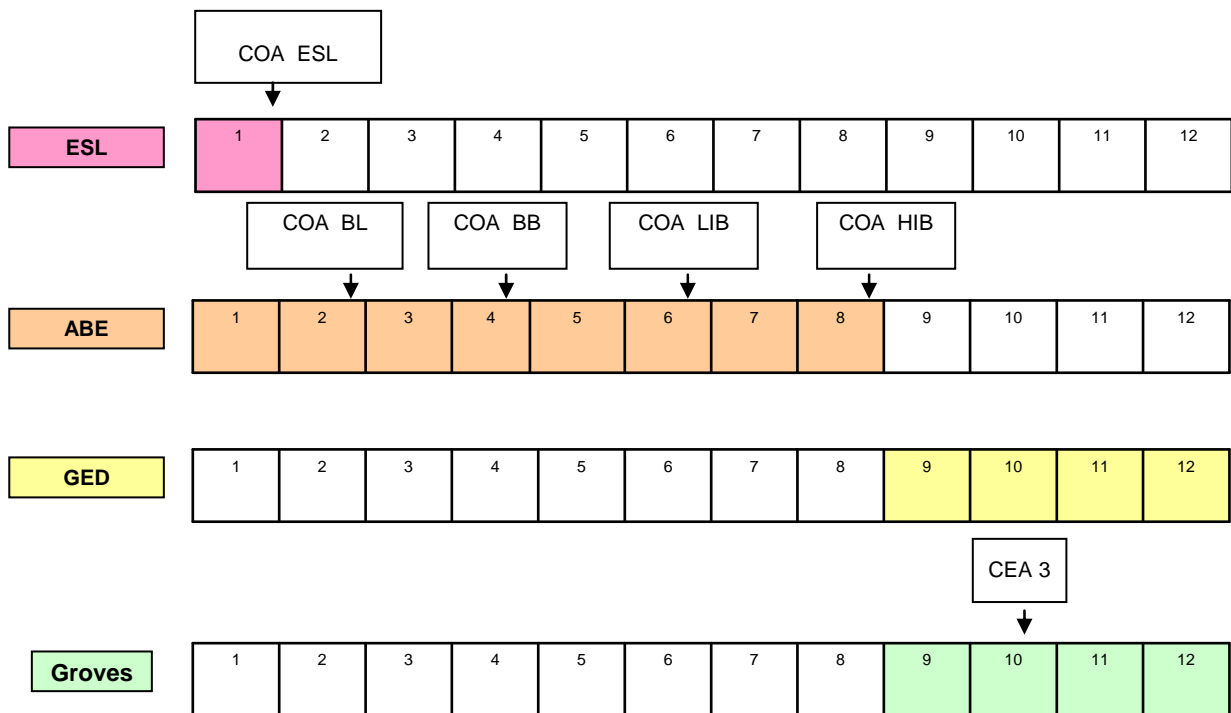 COA ESL
ESL 1 2 3 4 5 6 7 8 9 10 11 12
COA BL COA BB COA LIB COA HIB
ABE 1 2 3 4 5 6 7 8 9 10 11 12
GED 1 2 3 4 5 6 7 8 9 10 11 12
CEA 3
Groves 1 2 3 4 5 6 7 8 9 10 11 12